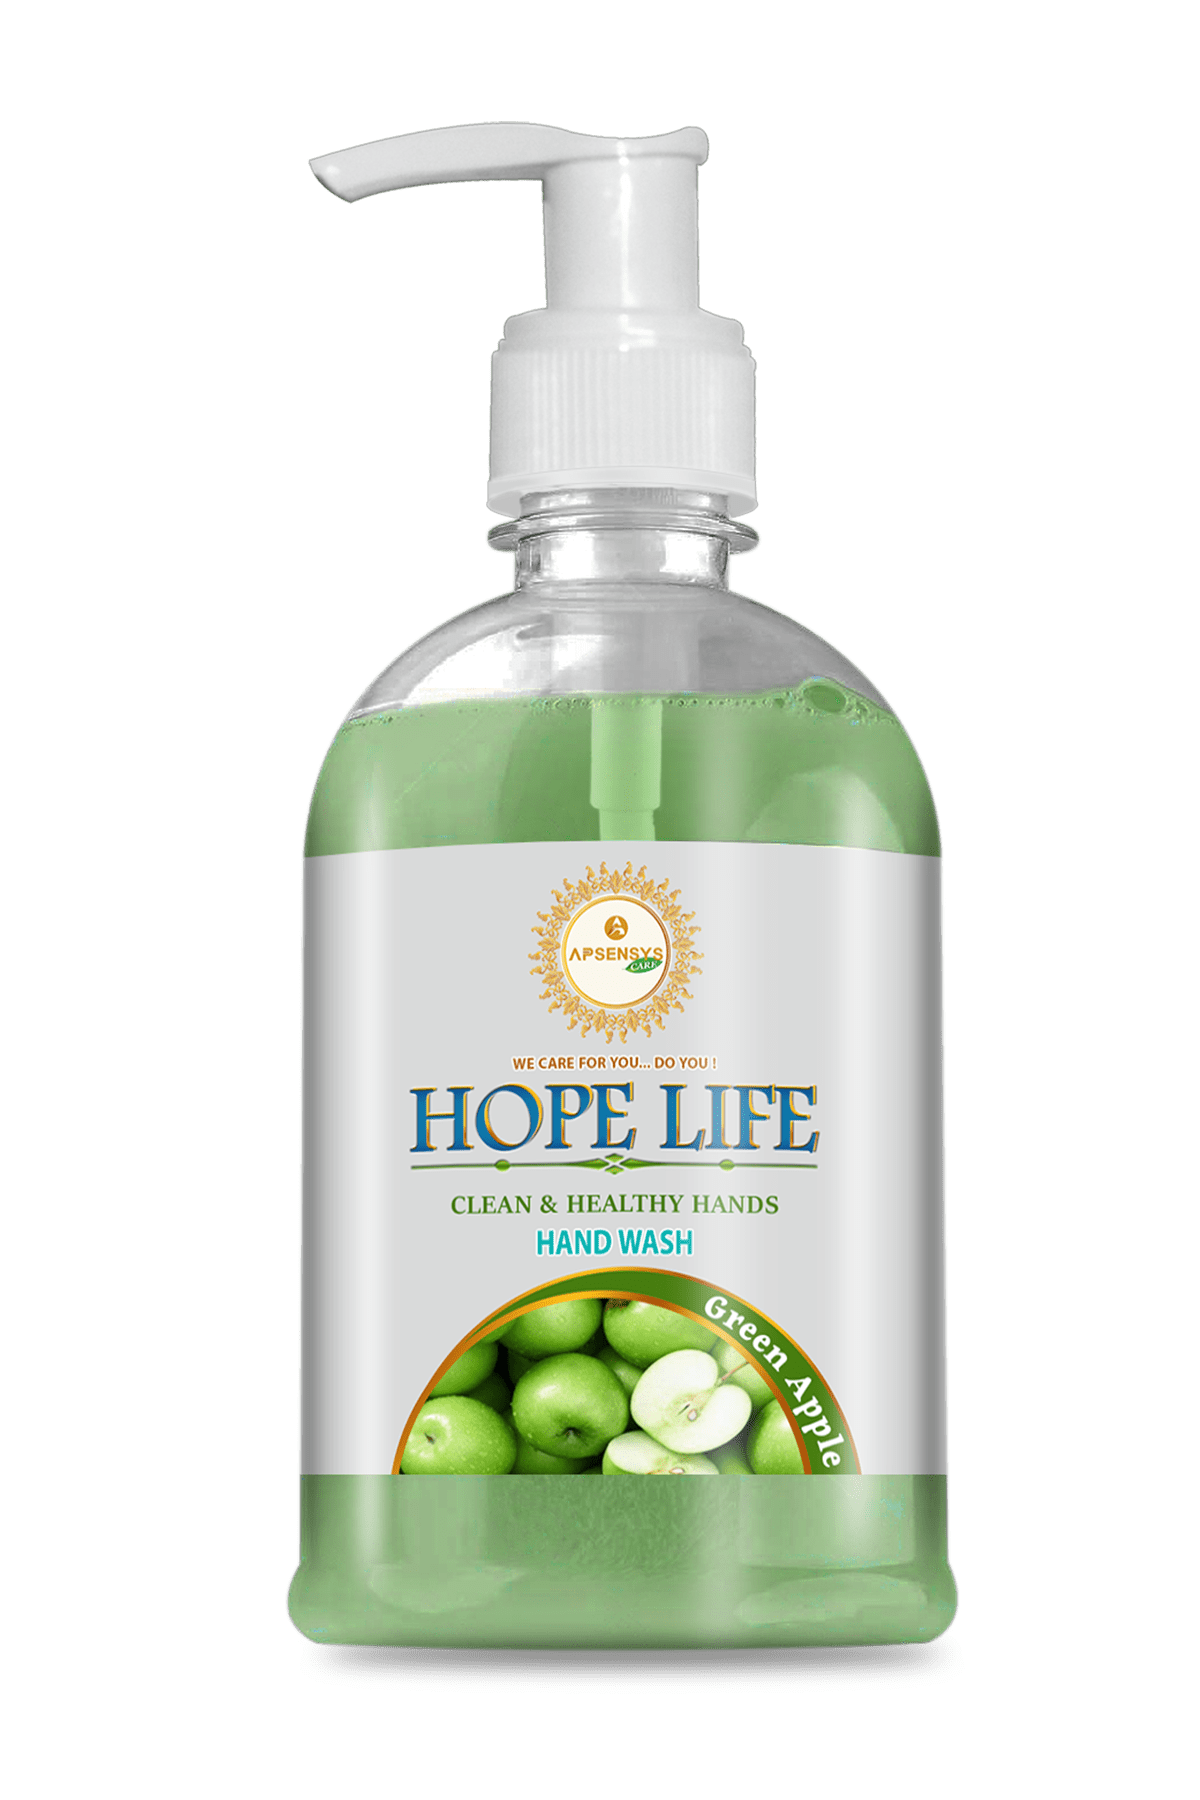 APSENSYS
CARE
WE CARE FOR YOU... DO YOU !
HOPE LIFE
CLEAN & HEALTHY HANDS
HAND WASH
Green Apple